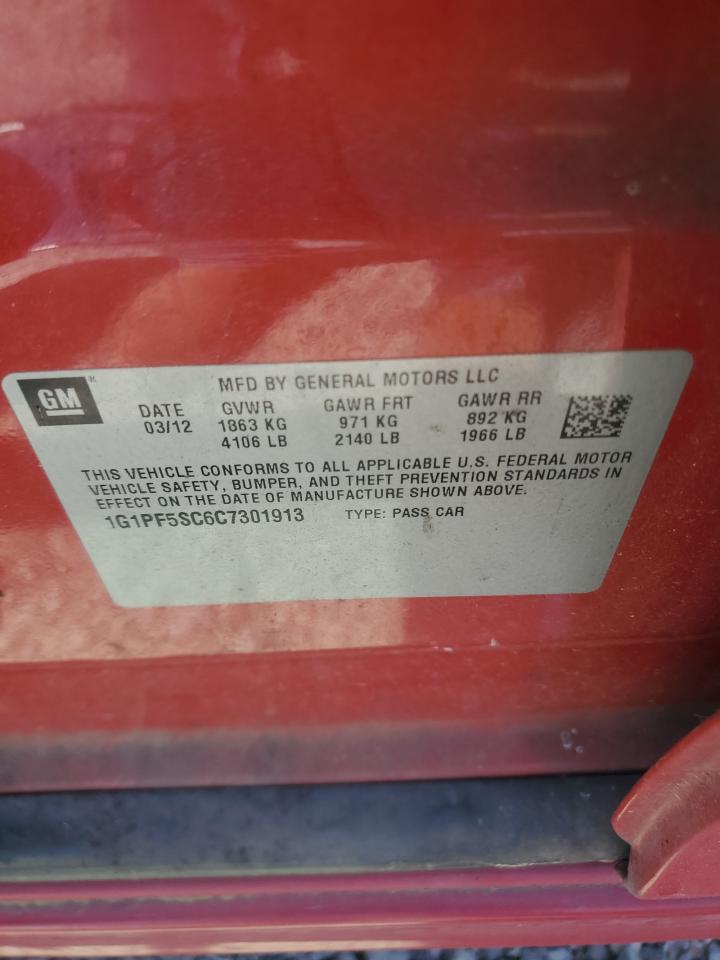 GM®
MFD BY GENERAL MOTORS LLC
DATE GVWR GAWR FRT GAWR RR
03/12 1863 KG 971 KG 892 KG
4106 LB 2140 LB 1966 LB
THIS VEHICLE CONFORMS TO ALL APPLICABLE U.S. FEDERAL MOTOR
VEHICLE SAFETY, BUMPER, AND THEFT PREVENTION STANDARDS IN
EFFECT ON THE DATE OF MANUFACTURE SHOWN ABOVE.
1G1PF5SC6C7301913 TYPE: PASS CAR